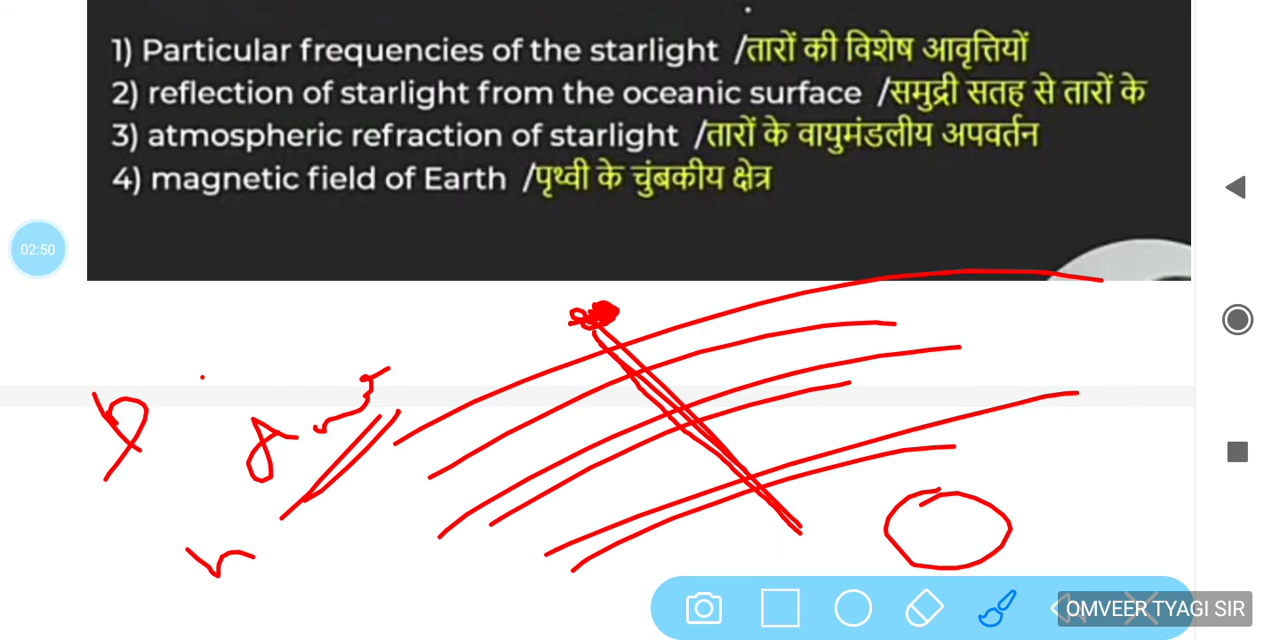 1) Particular frequencies of the starlight /तारों की विशेष आवृत्तियों
2) reflection of starlight from the oceanic surface /समुद्री सतह से तारों के
3) atmospheric refraction of starlight /तारों के वायुमंडलीय अपवर्तन
4) magnetic field of Earth /पृथ्वी के चुंबकीय क्षेत्र
02:50
OMVEER TYAGI SIR